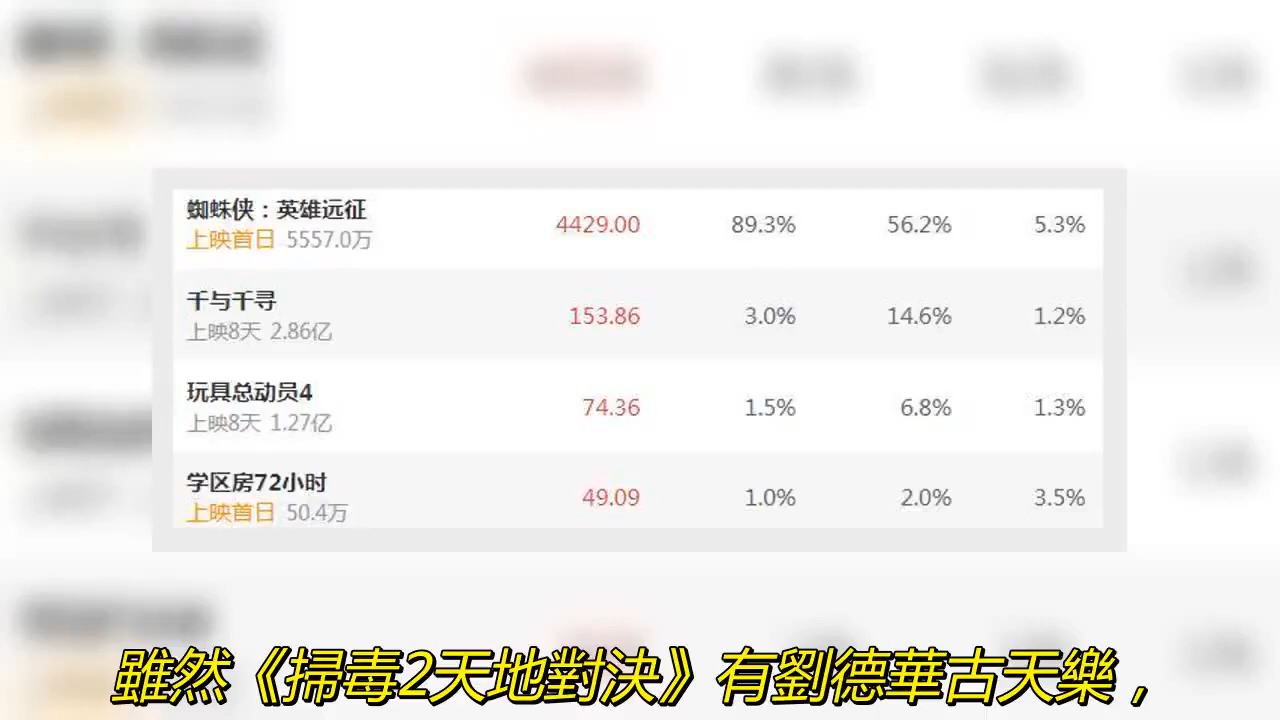 蜘蛛侠：英雄远征 4429.00 89.3% 56.2% 5.3%
上映首日 5557.0万
千与千寻 153.86 3.0% 14.6% 1.2%
上映8天 2.86亿
玩具总动员4 74.36 1.5% 6.8% 1.3%
上映8天 1.27亿
学区房72小时 49.09 1.0% 2.0% 3.5%
上映首日 50.4万
雖然《掃毒2天地對決》有劉德華古天樂，